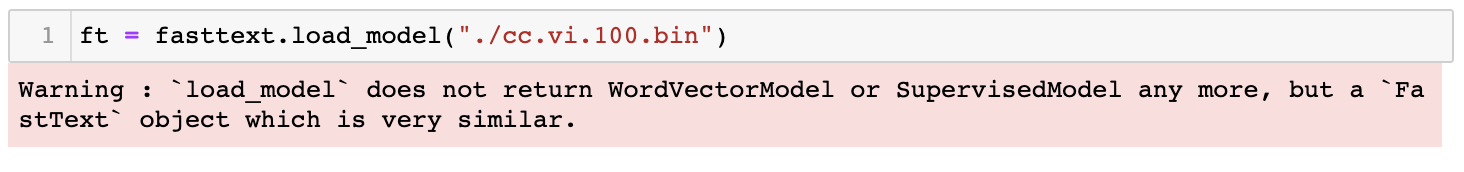 1 ft = fasttext.load_model("./cc.vi.100.bin")
Warning : `load_model` does not return WordVectorModel or SupervisedModel any more, but a `Fa
stText` object which is very similar.